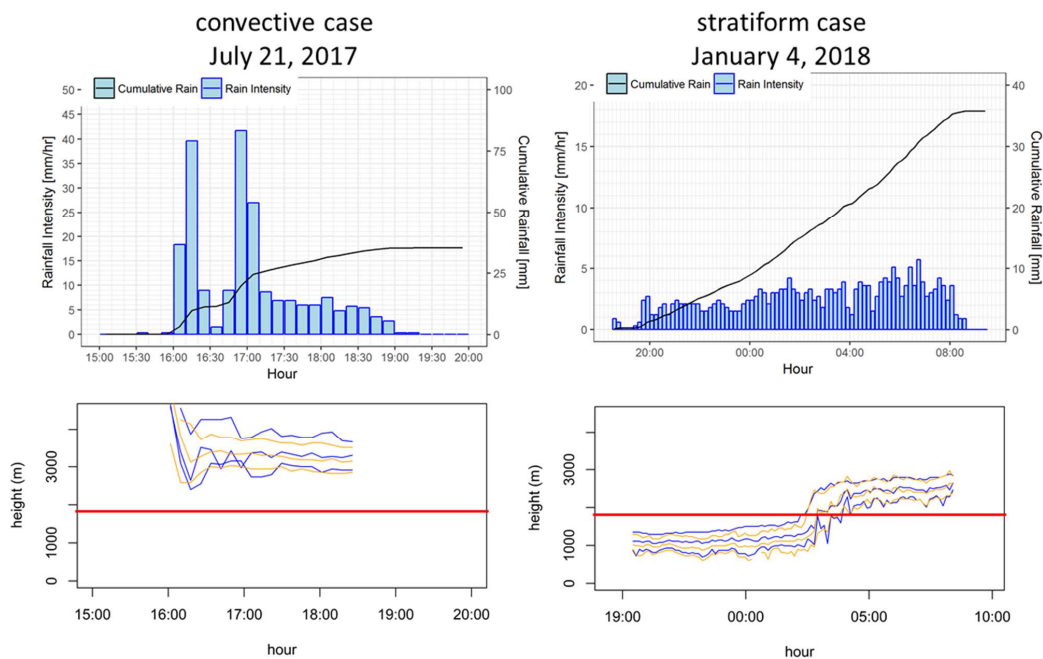 convective case
July 21, 2017
Cumulative Rain Rain Intensity
Rainfall Intensity [mm/hr]
50
45
40
35
30
25
20
15
10
5
0
100
75
50
25
0
Cumulative Rainfall [mm]
15:00 15:30 16:00 16:30 17:00 17:30 18:00 18:30 19:00 19:30 20:00
Hour
stratiform case
January 4, 2018
Cumulative Rain Rain Intensity
Rainfall Intensity [mm/hr]
20
15
10
5
0
40
30
20
10
0
Cumulative Rainfall [mm]
20:00 00:00 04:00 08:00
Hour
height (m)
3000
1000
0
15:00 16:00 17:00 18:00 19:00 20:00
hour
height (m)
3000
1000
0
19:00 00:00 05:00 10:00
hour